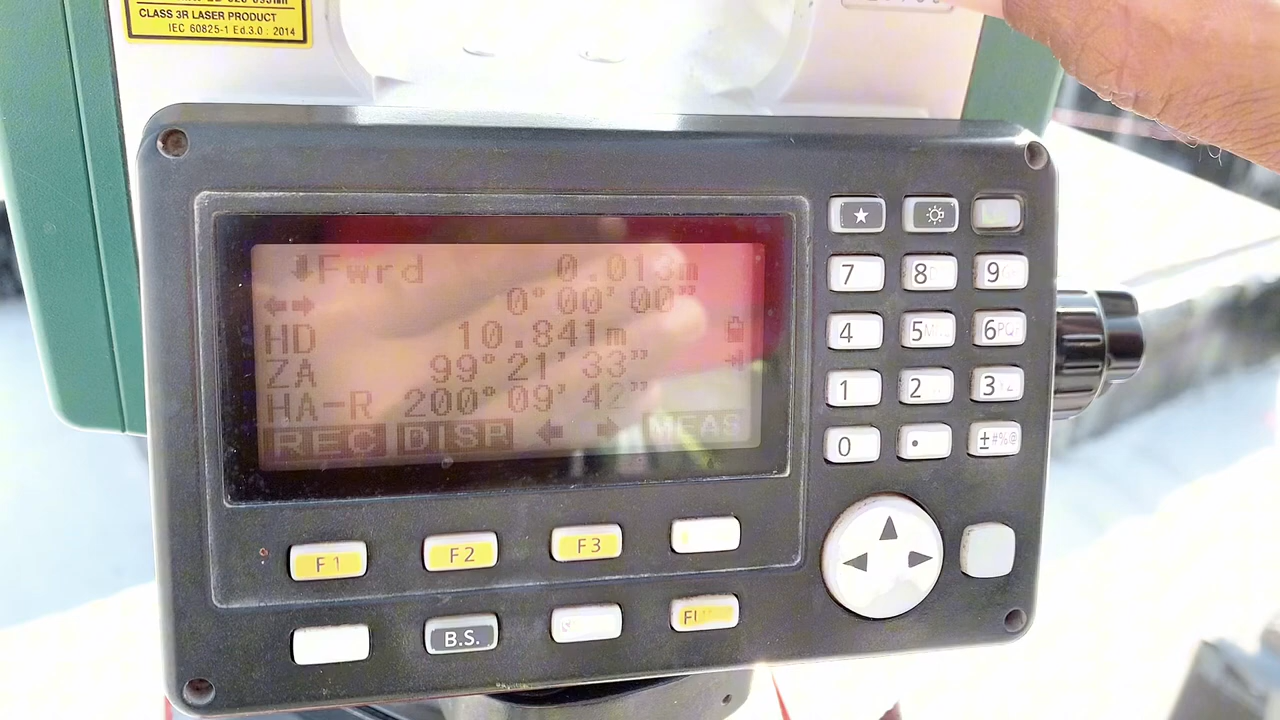 CLASS 3R LASER PRODUCT
IEC 60825-1 Ed.3.0 : 2014
⬇Fwrd 0.013m
⬅➡ 0°00'00"
HD 10.841m
ZA 99°21'33"
HA-R 200°09'42"
REC DISR ⬅ ➡ MEAS
★
7 8 9
4 5 6PQR
1 2 3
0 . ±#%@
F1 F2 F3
B.S.